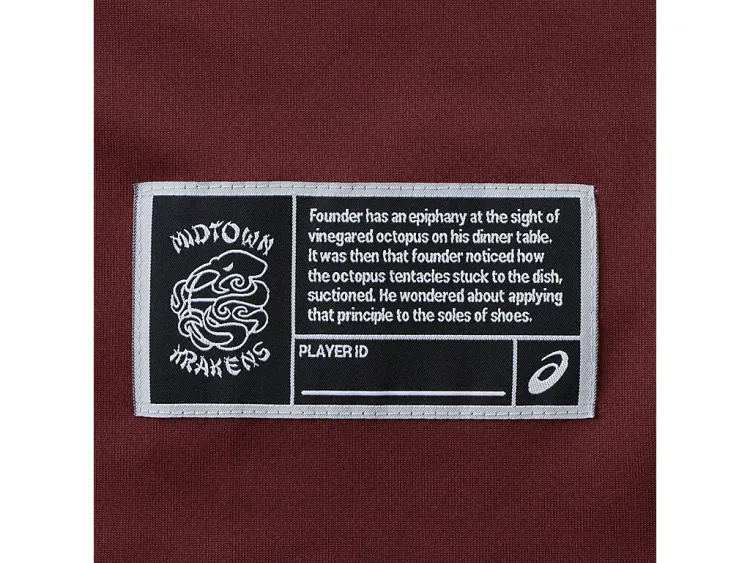 MIDTOWN
KRAKENS
Founder has an epiphany at the sight of
vinegared octopus on his dinner table.
It was then that founder noticed how
the octopus tentacles stuck to the dish,
suctioned. He wondered about applying
that principle to the soles of shoes.
PLAYER ID